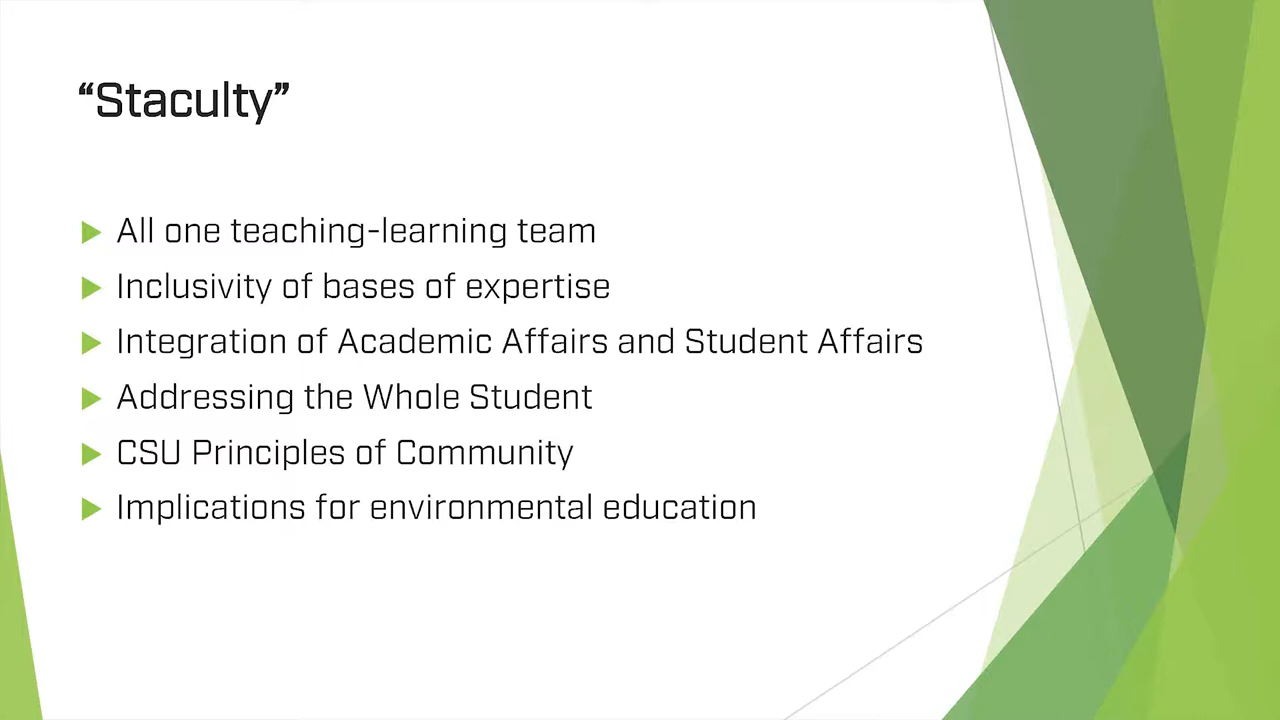 “Staculty”
All one teaching-learning team
Inclusivity of bases of expertise
Integration of Academic Affairs and Student Affairs
Addressing the Whole Student
CSU Principles of Community
Implications for environmental education